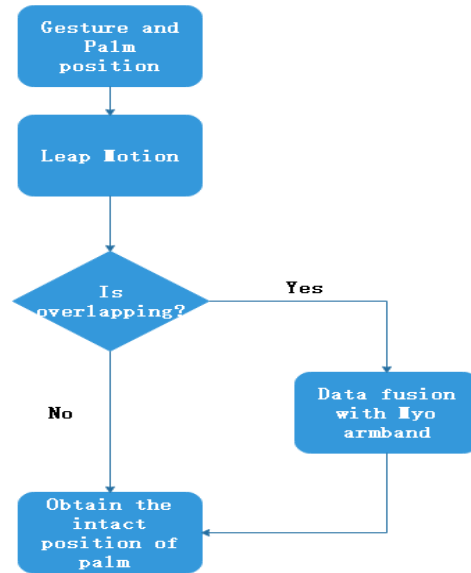 Gesture and
Palm
position
Leap Motion
Is
overlapping?
Yes
No
Data fusion
with Myo
armband
Obtain the
intact
position of
palm